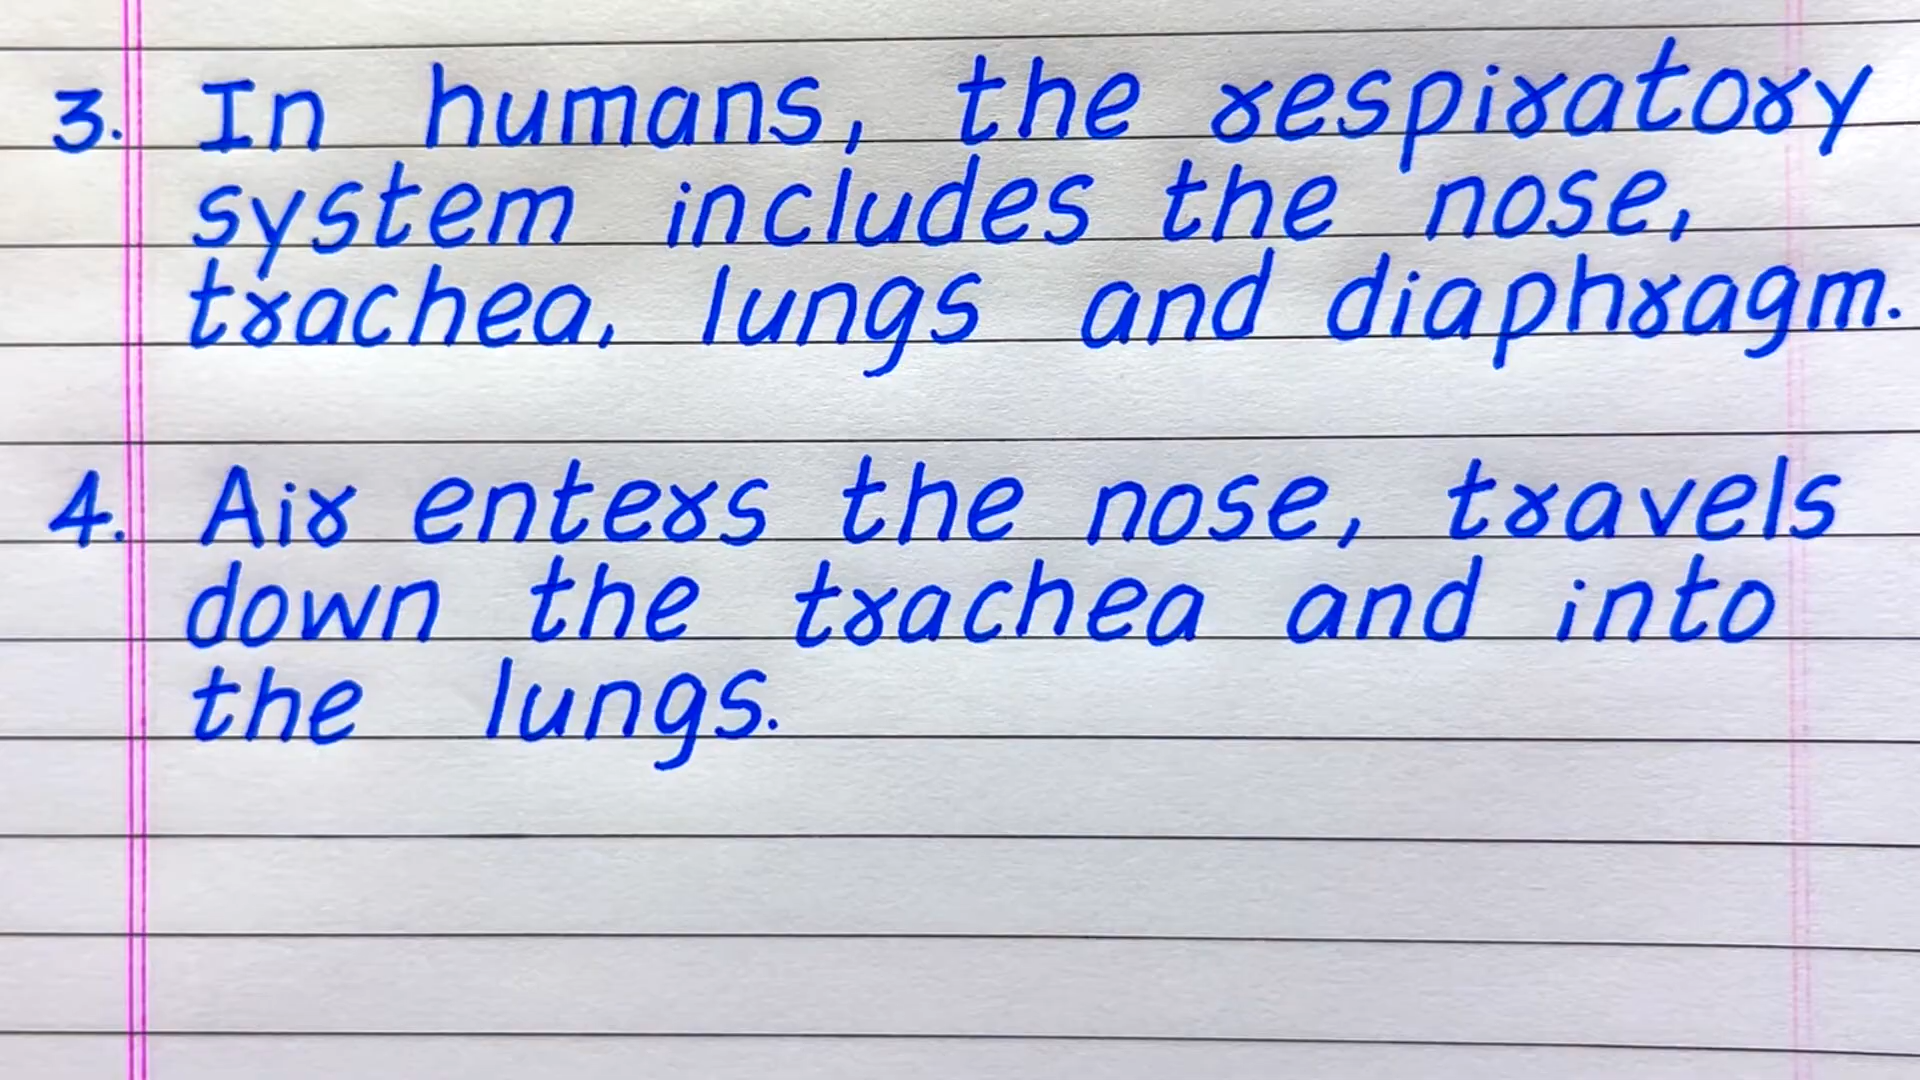 3. In humans, the respiratory
system includes the nose,
trachea, lungs and diaphragm.
4. Air enters the nose, travels
down the trachea and into
the lungs.